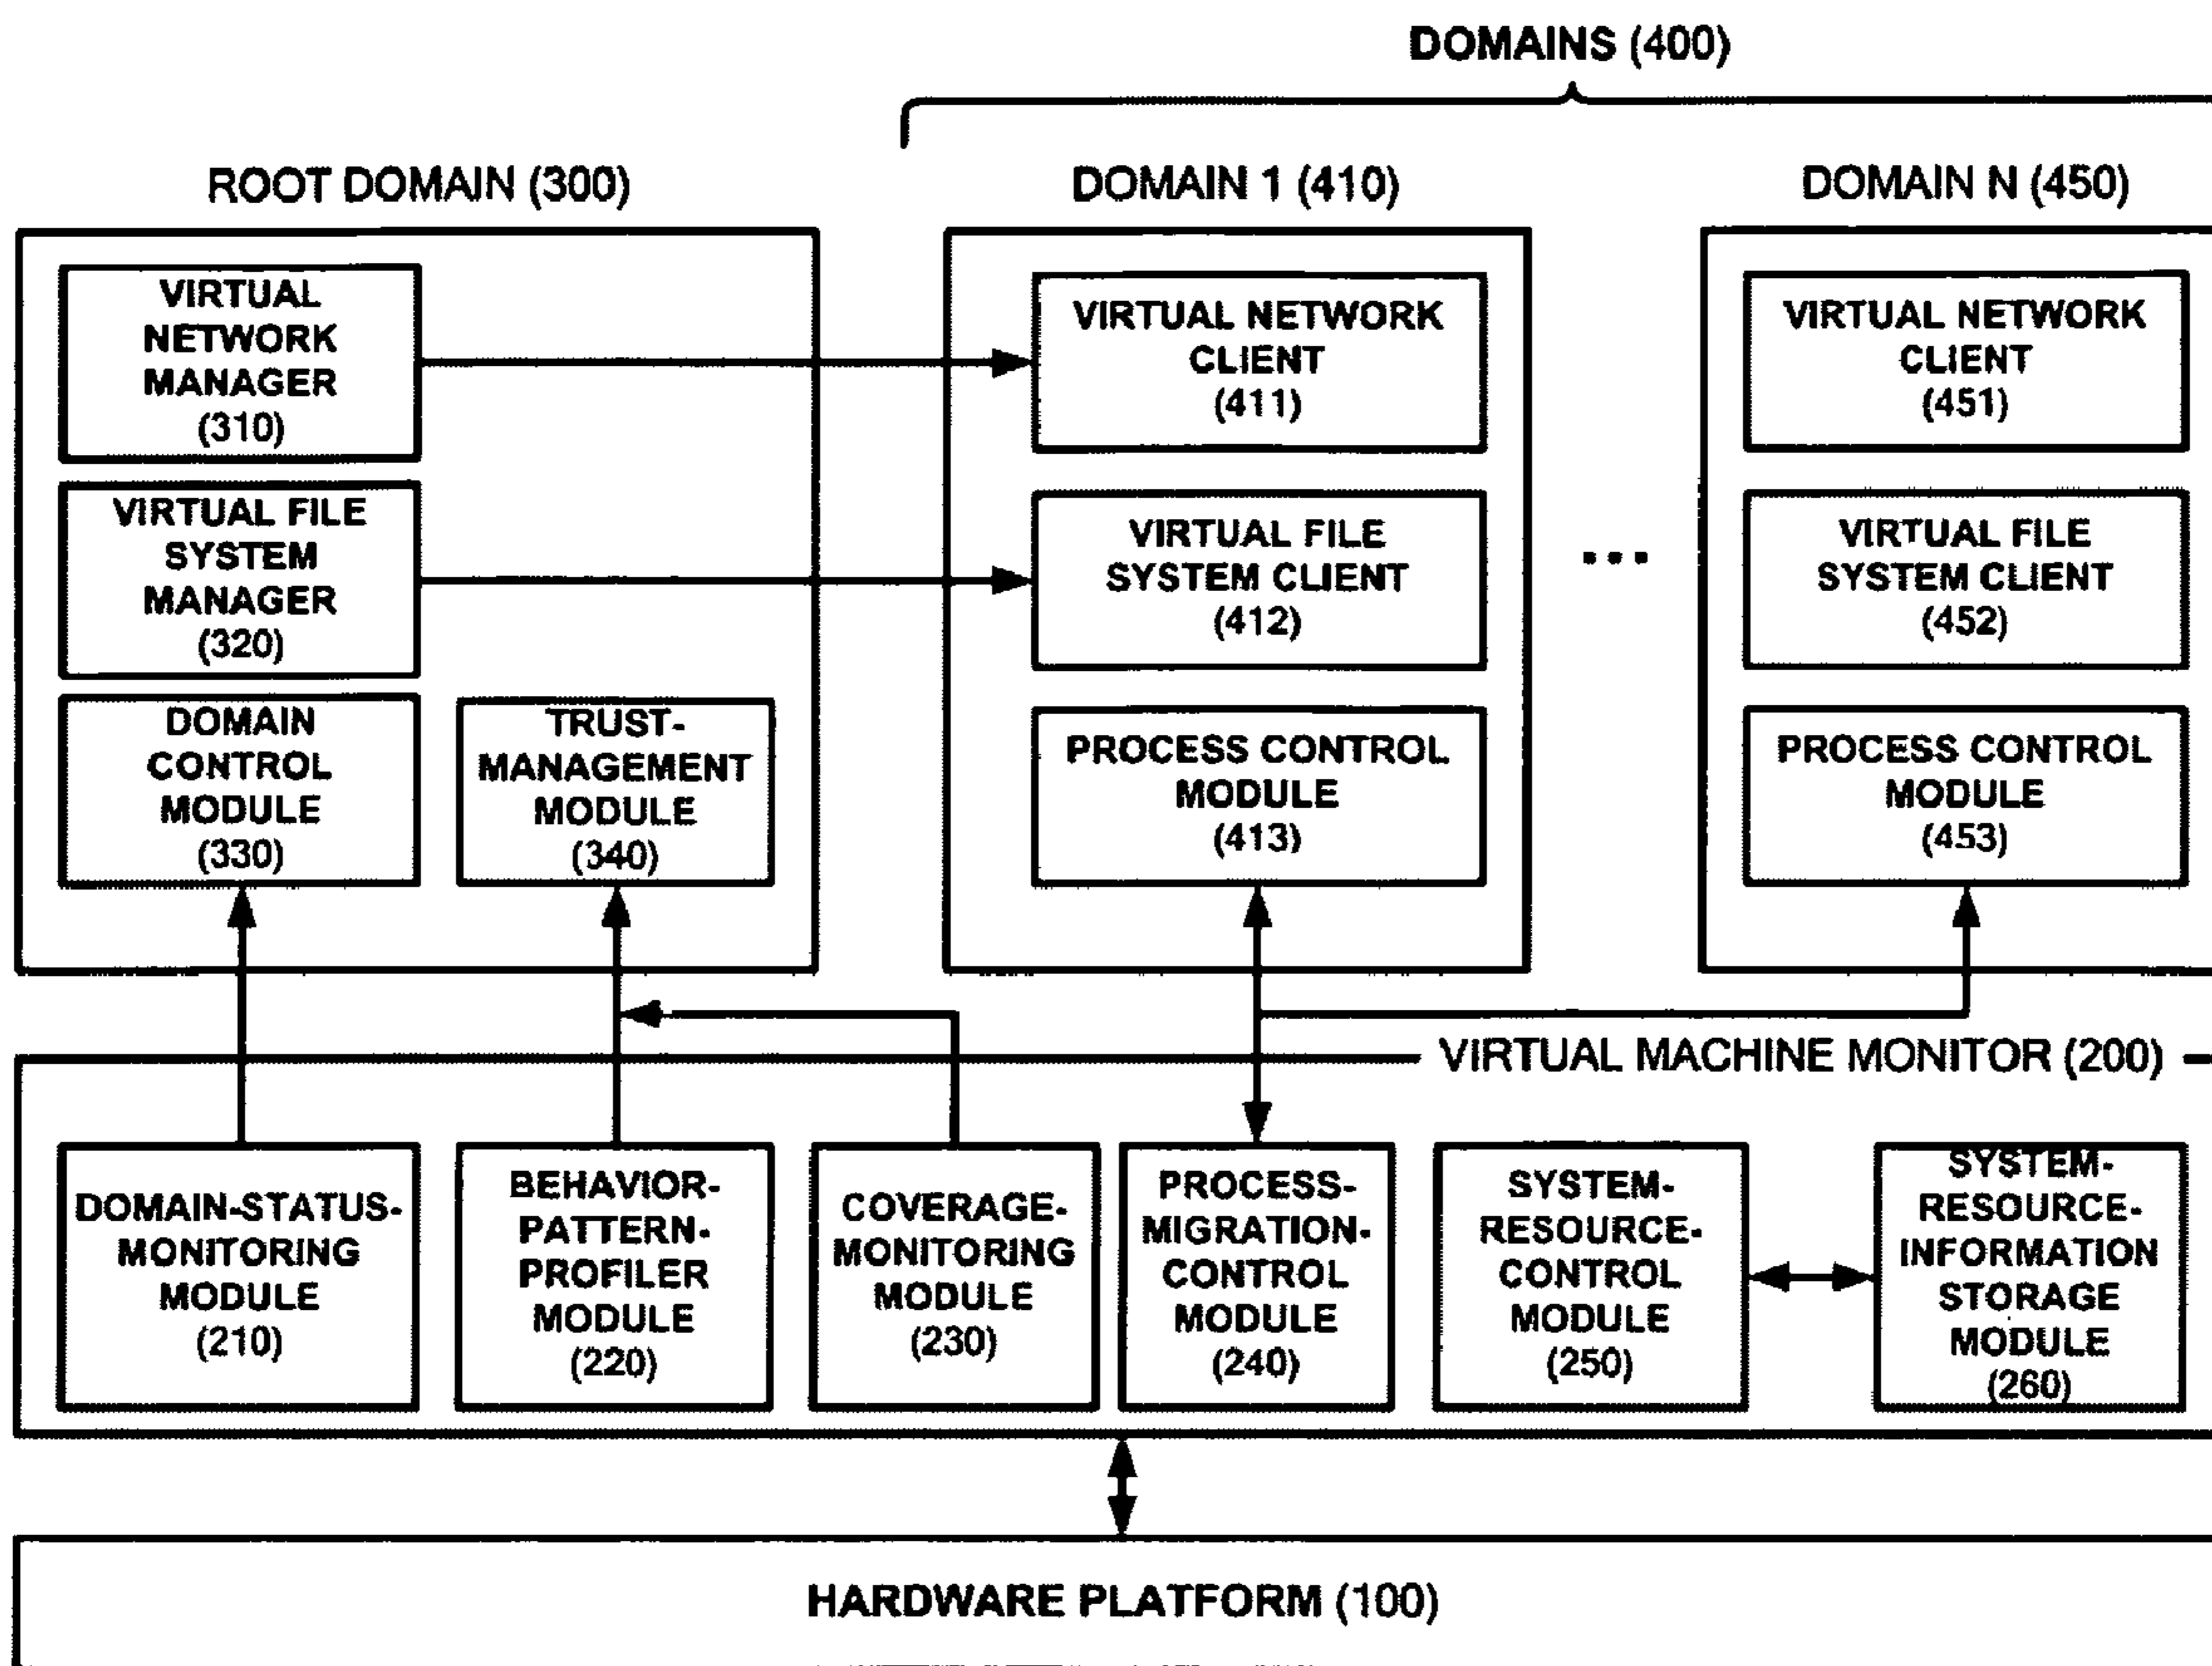 DOMAINS (400)
ROOT DOMAIN (300)
DOMAIN 1 (410)
DOMAIN N (450)
VIRTUAL
NETWORK
MANAGER
(310)
VIRTUAL FILE
SYSTEM
MANAGER
(320)
DOMAIN
CONTROL
MODULE
(330)
TRUST-
MANAGEMENT
MODULE
(340)
VIRTUAL NETWORK
CLIENT
(411)
VIRTUAL FILE
SYSTEM CLIENT
(412)
PROCESS CONTROL
MODULE
(413)
...
VIRTUAL NETWORK
CLIENT
(451)
VIRTUAL FILE
SYSTEM CLIENT
(452)
PROCESS CONTROL
MODULE
(453)
VIRTUAL MACHINE MONITOR (200)
DOMAIN-STATUS-
MONITORING
MODULE
(210)
BEHAVIOR-
PATTERN-
PROFILER
MODULE
(220)
COVERAGE-
MONITORING
MODULE
(230)
PROCESS-
MIGRATION-
CONTROL
MODULE
(240)
SYSTEM-
RESOURCE-
CONTROL
MODULE
(250)
SYSTEM-
RESOURCE-
INFORMATION
STORAGE
MODULE
(260)
HARDWARE PLATFORM (100)